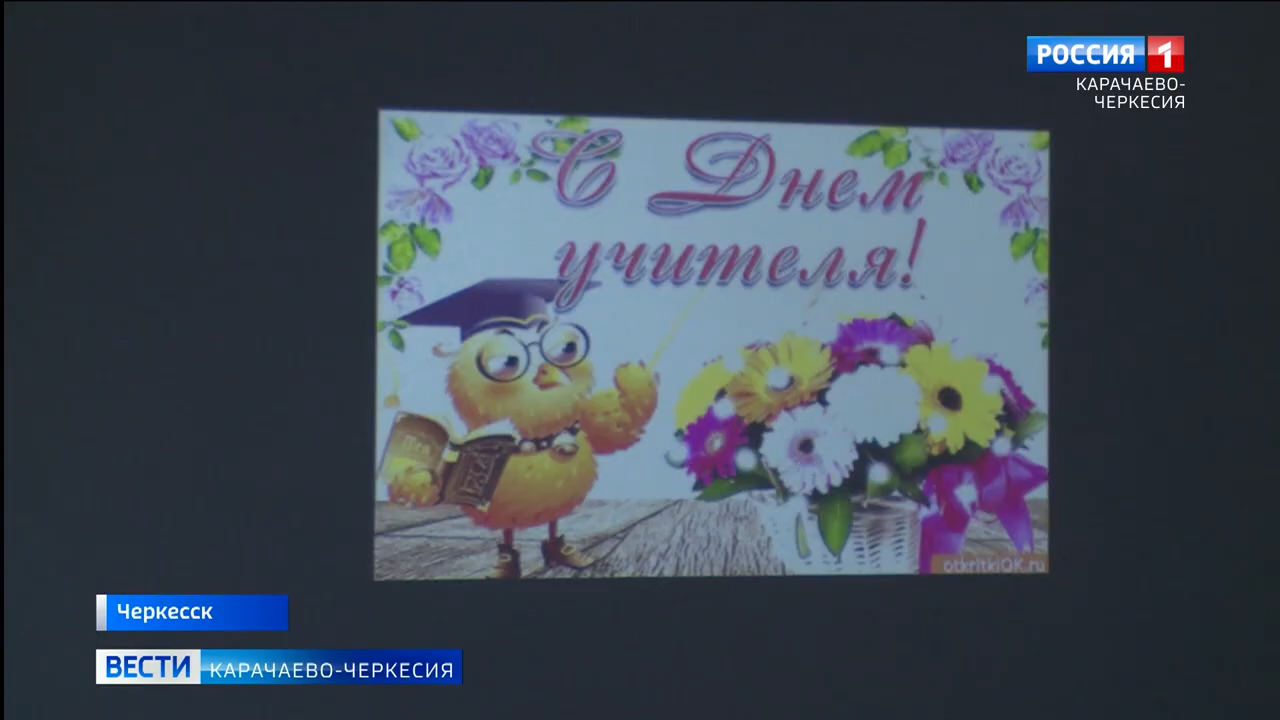 РОССИЯ 1
КАРАЧАЕВО-
ЧЕРКЕСИЯ
С Днем
учителя!
otkritkiOK.ru
Черкесск
ВЕСТИ КАРАЧАЕВО-ЧЕРКЕСИЯ